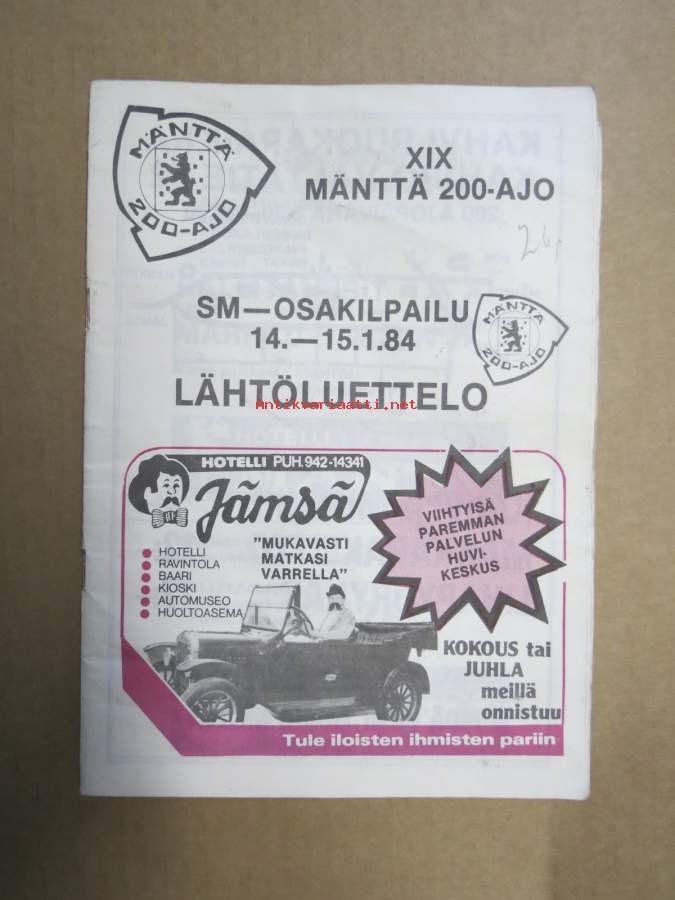 MÄNTTÄ
200-AJO
XIX
MÄNTTÄ 200-AJO
SM—OSAKILPAILU
14.—15.1.84
MÄNTTÄ
200-AJO
LÄHTÖLUETTELO
Antikvariaatti.net
HOTELLI PUH.942-14341
Jämsä
"MUKAVASTI
MATKASI
VARRELLA"
HOTELLI
RAVINTOLA
BAARI
KIOSKI
AUTOMUSEO
HUOLTOASEMA
VIIHTYISÄ
PAREMMAN
PALVELUN
HUVI-
KESKUS
KOKOUS tai
JUHLA
meillä
onnistuu
Tule iloisten ihmisten pariin